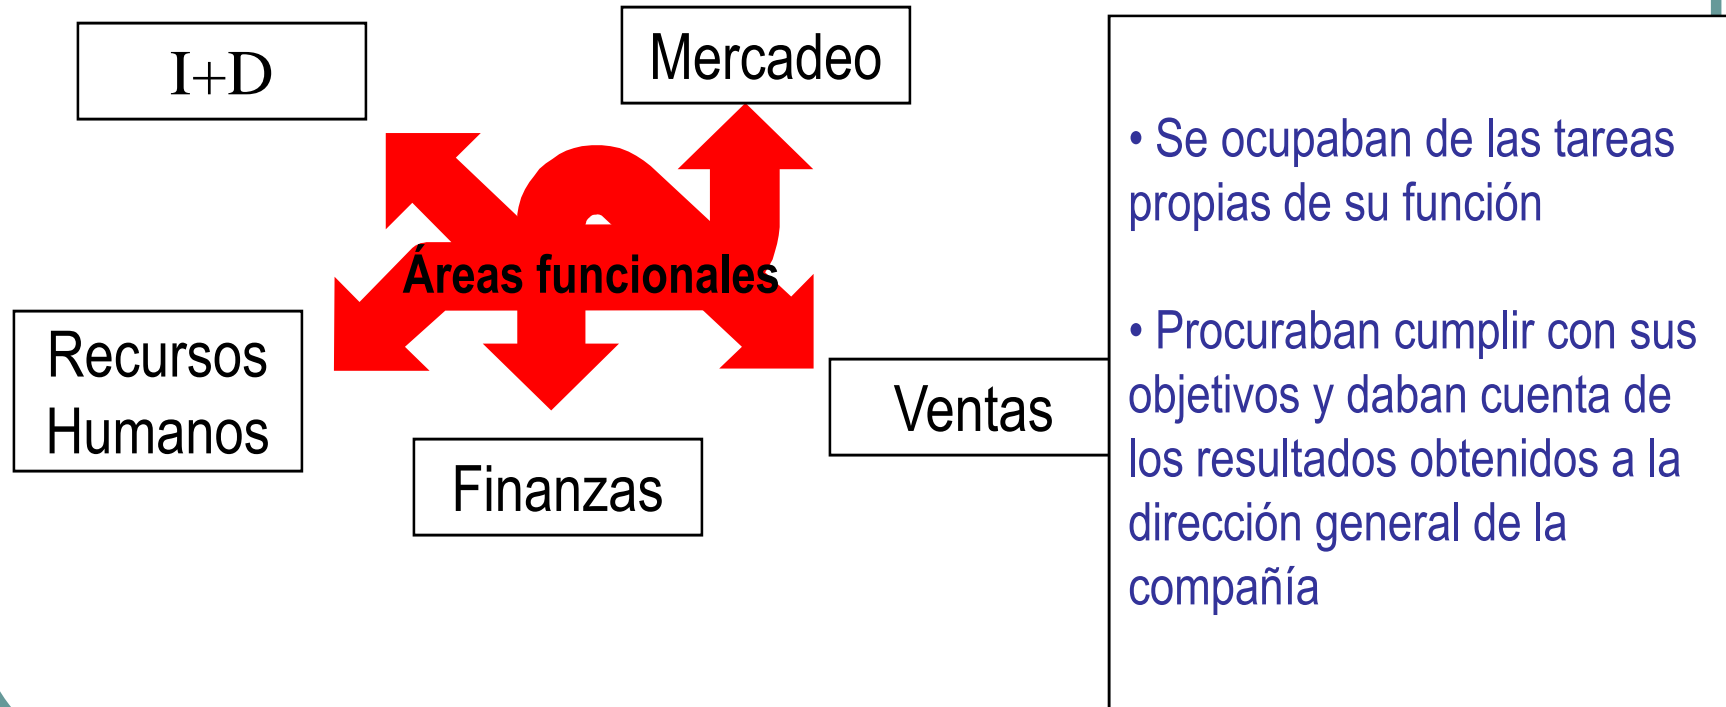 I+D
Mercadeo
Áreas funcionales
Recursos
Humanos
Finanzas
Ventas
• Se ocupaban de las tareas
propias de su función
• Procuraban cumplir con sus
objetivos y daban cuenta de
los resultados obtenidos a la
dirección general de la
compañía